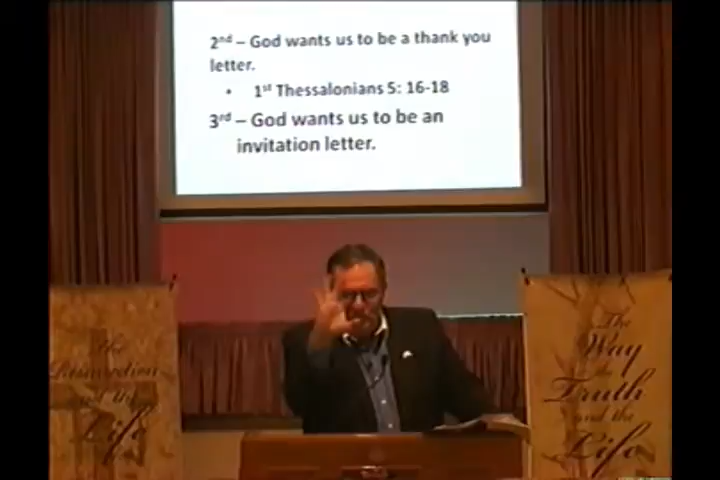 2nd – God wants us to be a thank you
letter.
• 1st Thessalonians 5: 16-18
3rd – God wants us to be an
invitation letter.
The
Resurrection
and the
Life
The
Way
the
Truth
and the
Life